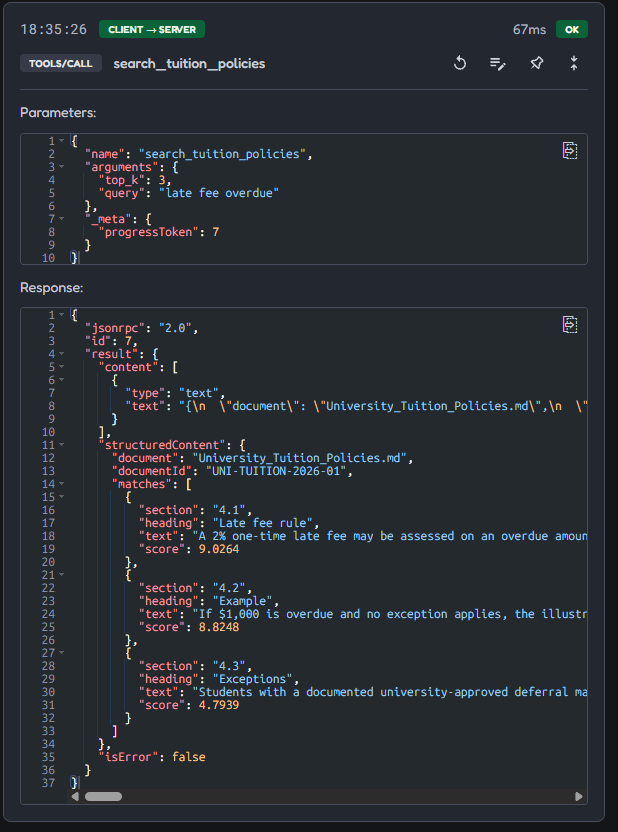 18:35:26 CLIENT → SERVER 67ms OK
TOOLS/CALL search_tuition_policies
Parameters:
1 {
2 "name": "search_tuition_policies",
3 "arguments": {
4 "top_k": 3,
5 "query": "late fee overdue"
6 },
7 "_meta": {
8 "progressToken": 7
9 }
10 }
Response:
1 {
2 "jsonrpc": "2.0",
3 "id": 7,
4 "result": {
5 "content": [
6 {
7 "type": "text",
8 "text": "{\n  \"document\": \"University_Tuition_Policies.md\",\n  \"
9 }
10 ],
11 "structuredContent": {
12 "document": "University_Tuition_Policies.md",
13 "documentId": "UNI-TUITION-2026-01",
14 "matches": [
15 {
16 "section": "4.1",
17 "heading": "Late fee rule",
18 "text": "A 2% one-time late fee may be assessed on an overdue amoun
19 "score": 9.0264
20 },
21 {
22 "section": "4.2",
23 "heading": "Example",
24 "text": "If $1,000 is overdue and no exception applies, the illustr
25 "score": 8.8248
26 },
27 {
28 "section": "4.3",
29 "heading": "Exceptions",
30 "text": "Students with a documented university-approved deferral ma
31 "score": 4.7939
32 }
33 ]
34 },
35 "isError": false
36 }
37 }